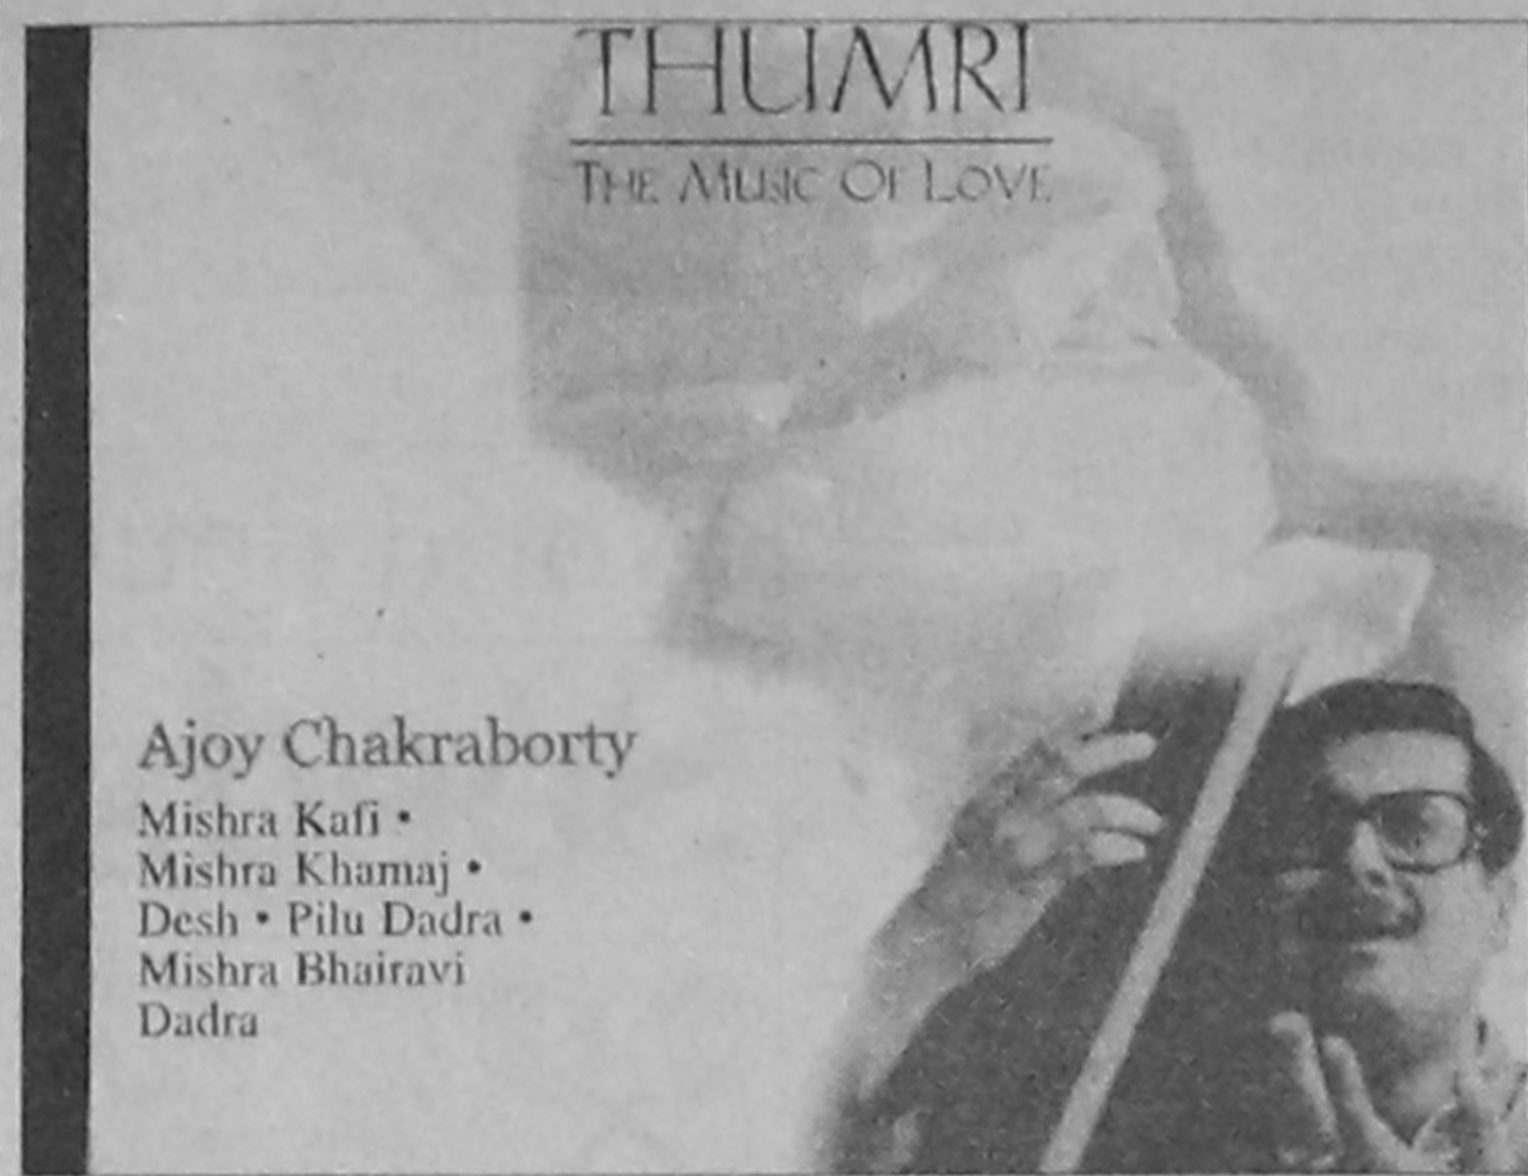 THUMRI
THE MUSIC OF LOVE
Ajoy Chakraborty
Mishra Kafi •
Mishra Khamaj •
Desh • Pilu Dadra •
Mishra Bhairavi
Dadra